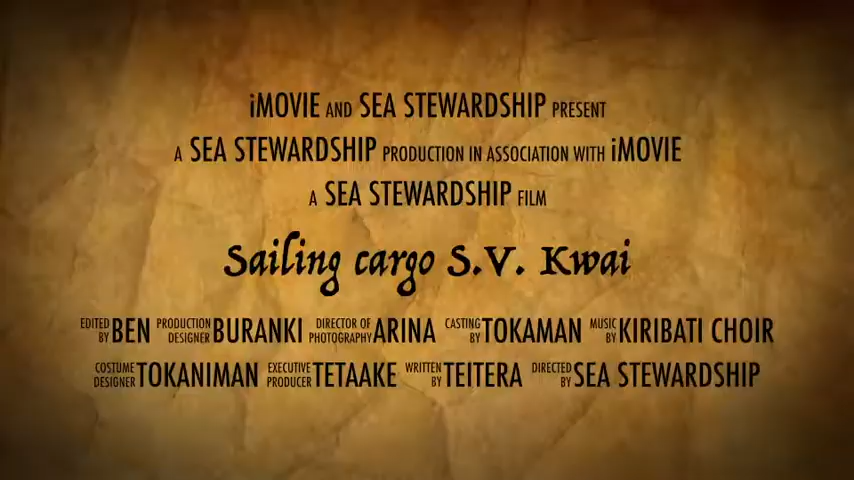 iMOVIE AND SEA STEWARDSHIP PRESENT
A SEA STEWARDSHIP PRODUCTION IN ASSOCIATION WITH iMOVIE
A SEA STEWARDSHIP FILM
Sailing cargo S.V. Kwai
EDITED BY BEN PRODUCTION DESIGNER BURANKI DIRECTOR OF PHOTOGRAPHY ARINA CASTING BY TOKAMAN MUSIC BY KIRIBATI CHOIR
COSTUME DESIGNER TOKANIMAN EXECUTIVE PRODUCER TETAAKE WRITTEN BY TEITERA DIRECTED BY SEA STEWARDSHIP